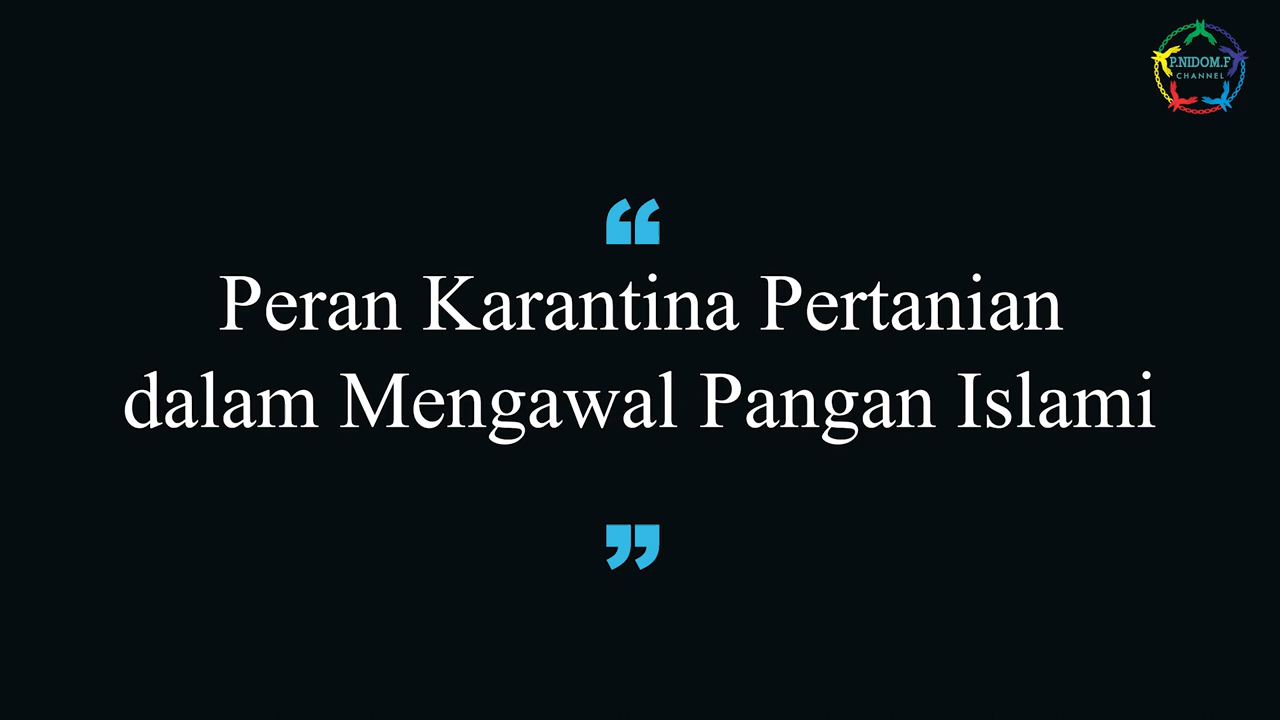 P.NIDOM.F
CHANNEL
“
Peran Karantina Pertanian
dalam Mengawal Pangan Islami
”